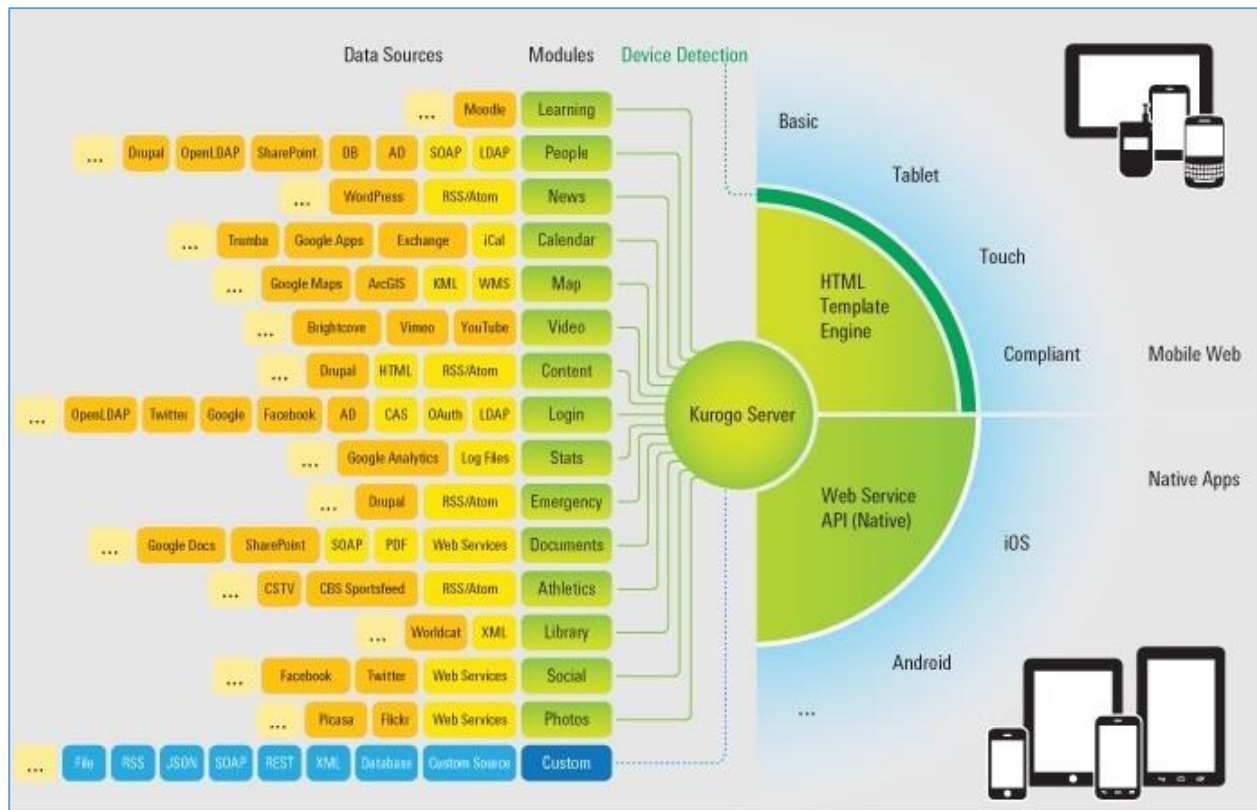 Data Sources Modules Device Detection
... Moodle Learning
... Drupal OpenLDAP SharePoint DB AD SOAP LDAP People
... WordPress RSS/Atom News
... Trumba Google Apps Exchange iCal Calendar
... Google Maps ArcGIS KML WMS Map
... Brightcove Vimeo YouTube Video
... Drupal HTML RSS/Atom Content
... OpenLDAP Twitter Google Facebook AD CAS OAuth LDAP Login
... Google Analytics Log Files Stats
... Drupal RSS/Atom Emergency
... Google Docs SharePoint SOAP PDF Web Services Documents
... CSTV CBS Sportsfeed RSS/Atom Athletics
... Worldcat XML Library
... Facebook Twitter Web Services Social
... Picasa Flickr Web Services Photos
... File RSS JSON SOAP REST XML Database Custom Source Custom
Kurogo Server
HTML
Template
Engine
Web Service
API (Native)
Basic
Tablet
Touch
Compliant
Mobile Web
Native Apps
iOS
Android
...